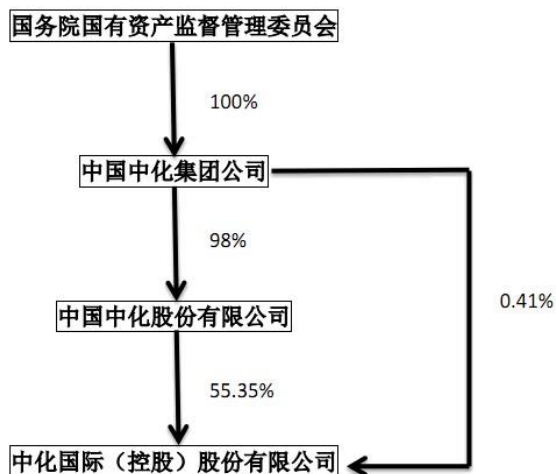 国务院国有资产监督管理委员会
100%
中国中化集团公司
98%
0.41%
中国中化股份有限公司
55.35%
中化国际（控股）股份有限公司